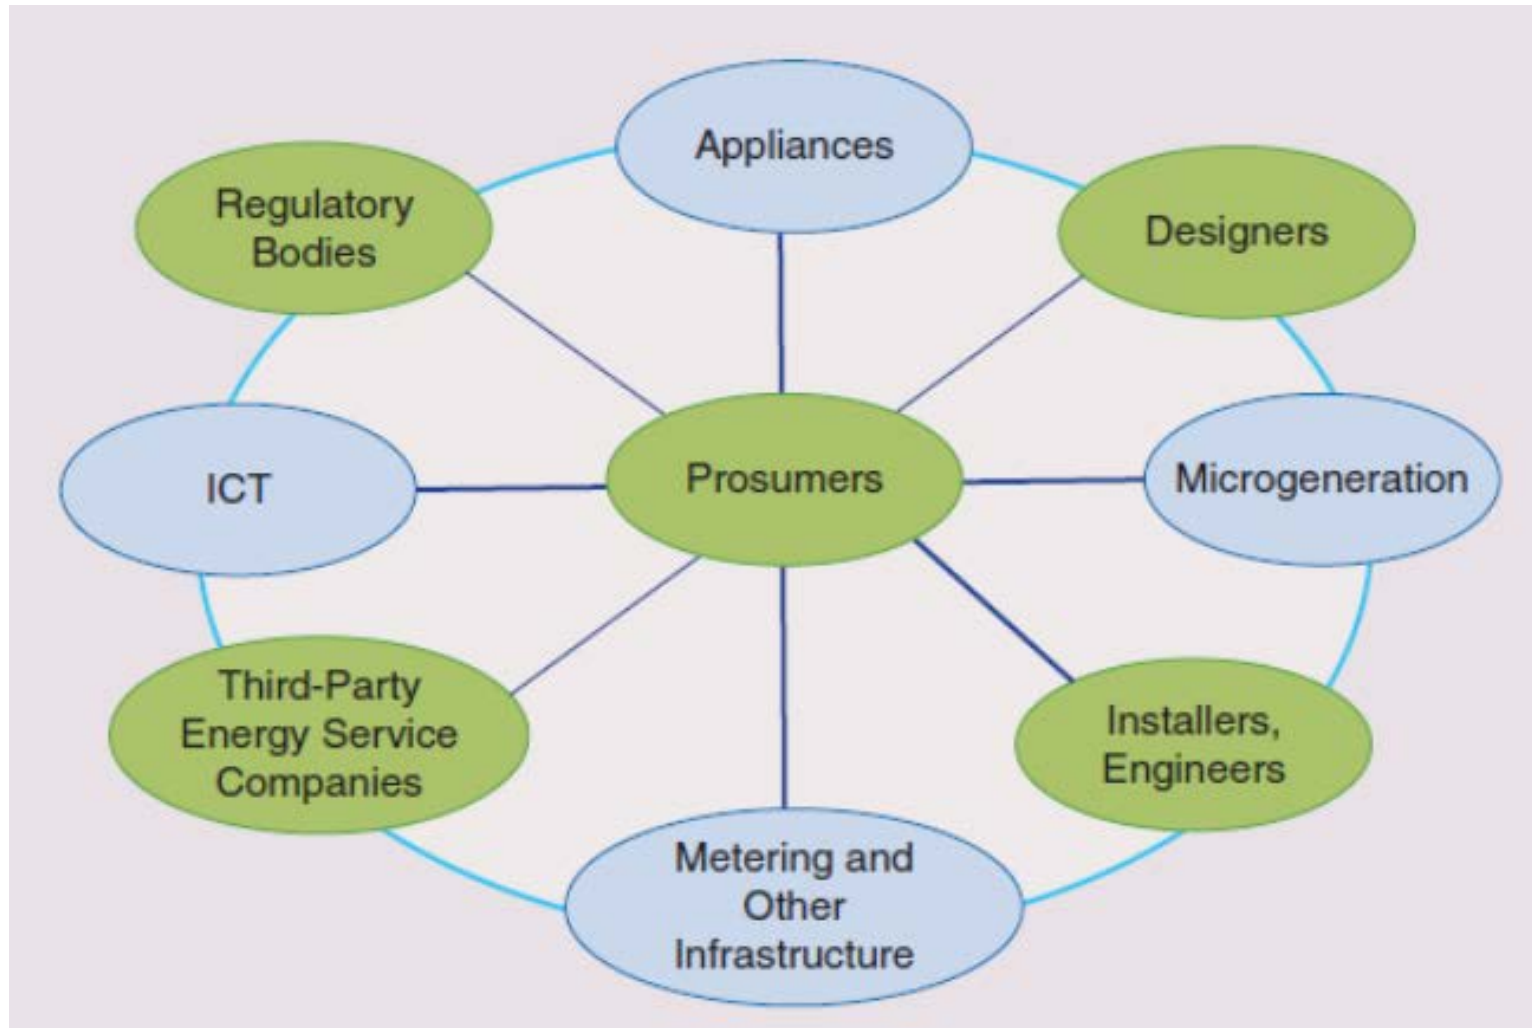 Appliances
Regulatory
Bodies
Designers
ICT
Prosumers
Microgeneration
Third-Party
Energy Service
Companies
Installers,
Engineers
Metering and
Other
Infrastructure